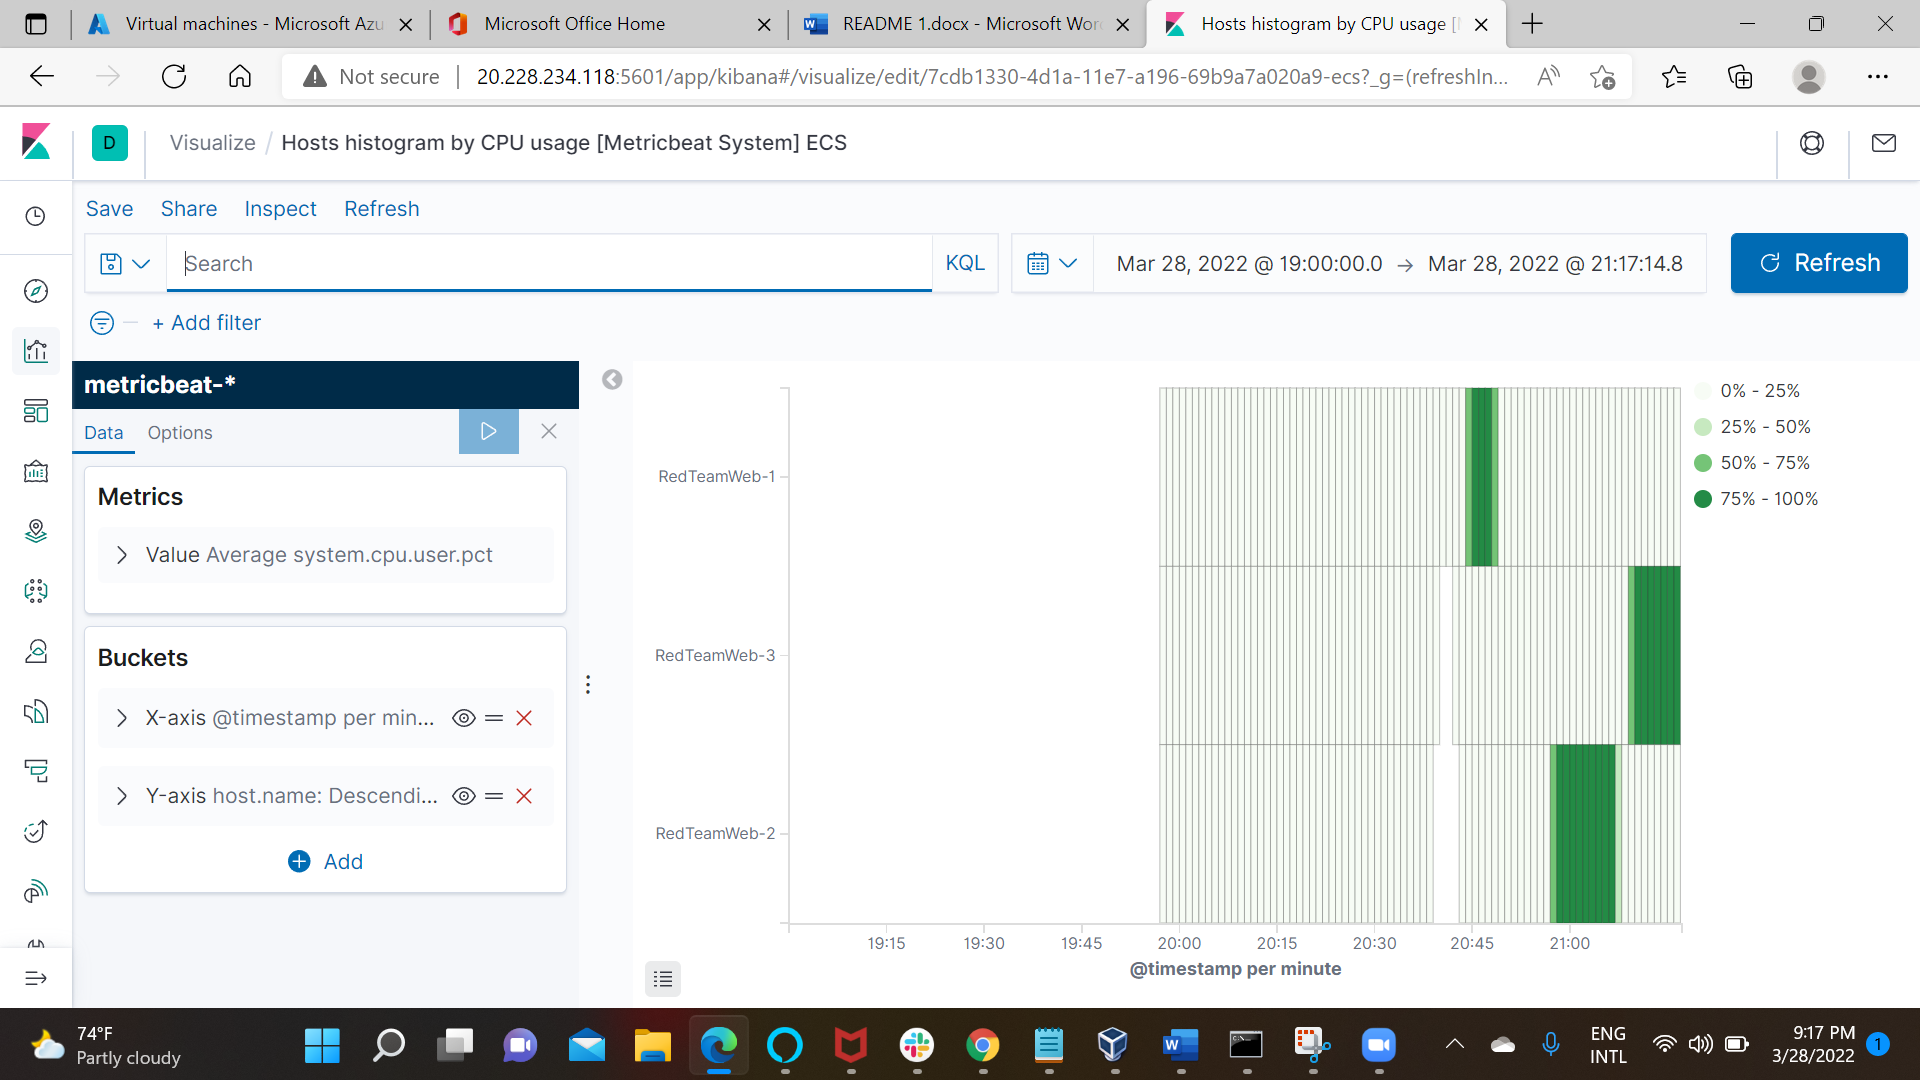 Virtual machines - Microsoft Azu
Microsoft Office Home
README 1.docx - Microsoft Wor
Hosts histogram by CPU usage [
Not secure
20.228.234.118:5601/app/kibana#/visualize/edit/7cdb1330-4d1a-11e7-a196-69b9a7a020a9-ecs?_g=(refreshIn...
D
Visualize / Hosts histogram by CPU usage [Metricbeat System] ECS
Save Share Inspect Refresh
Search
KQL
Mar 28, 2022 @ 19:00:00.0 → Mar 28, 2022 @ 21:17:14.8
Refresh
+ Add filter
metricbeat-*
Data Options
Metrics
Value Average system.cpu.user.pct
Buckets
X-axis @timestamp per min...
Y-axis host.name: Descendi...
Add
RedTeamWeb-1
RedTeamWeb-3
RedTeamWeb-2
19:15 19:30 19:45 20:00 20:15 20:30 20:45 21:00
@timestamp per minute
0% - 25%
25% - 50%
50% - 75%
75% - 100%
74°F
Partly cloudy
ENG
INTL
9:17 PM
3/28/2022
1